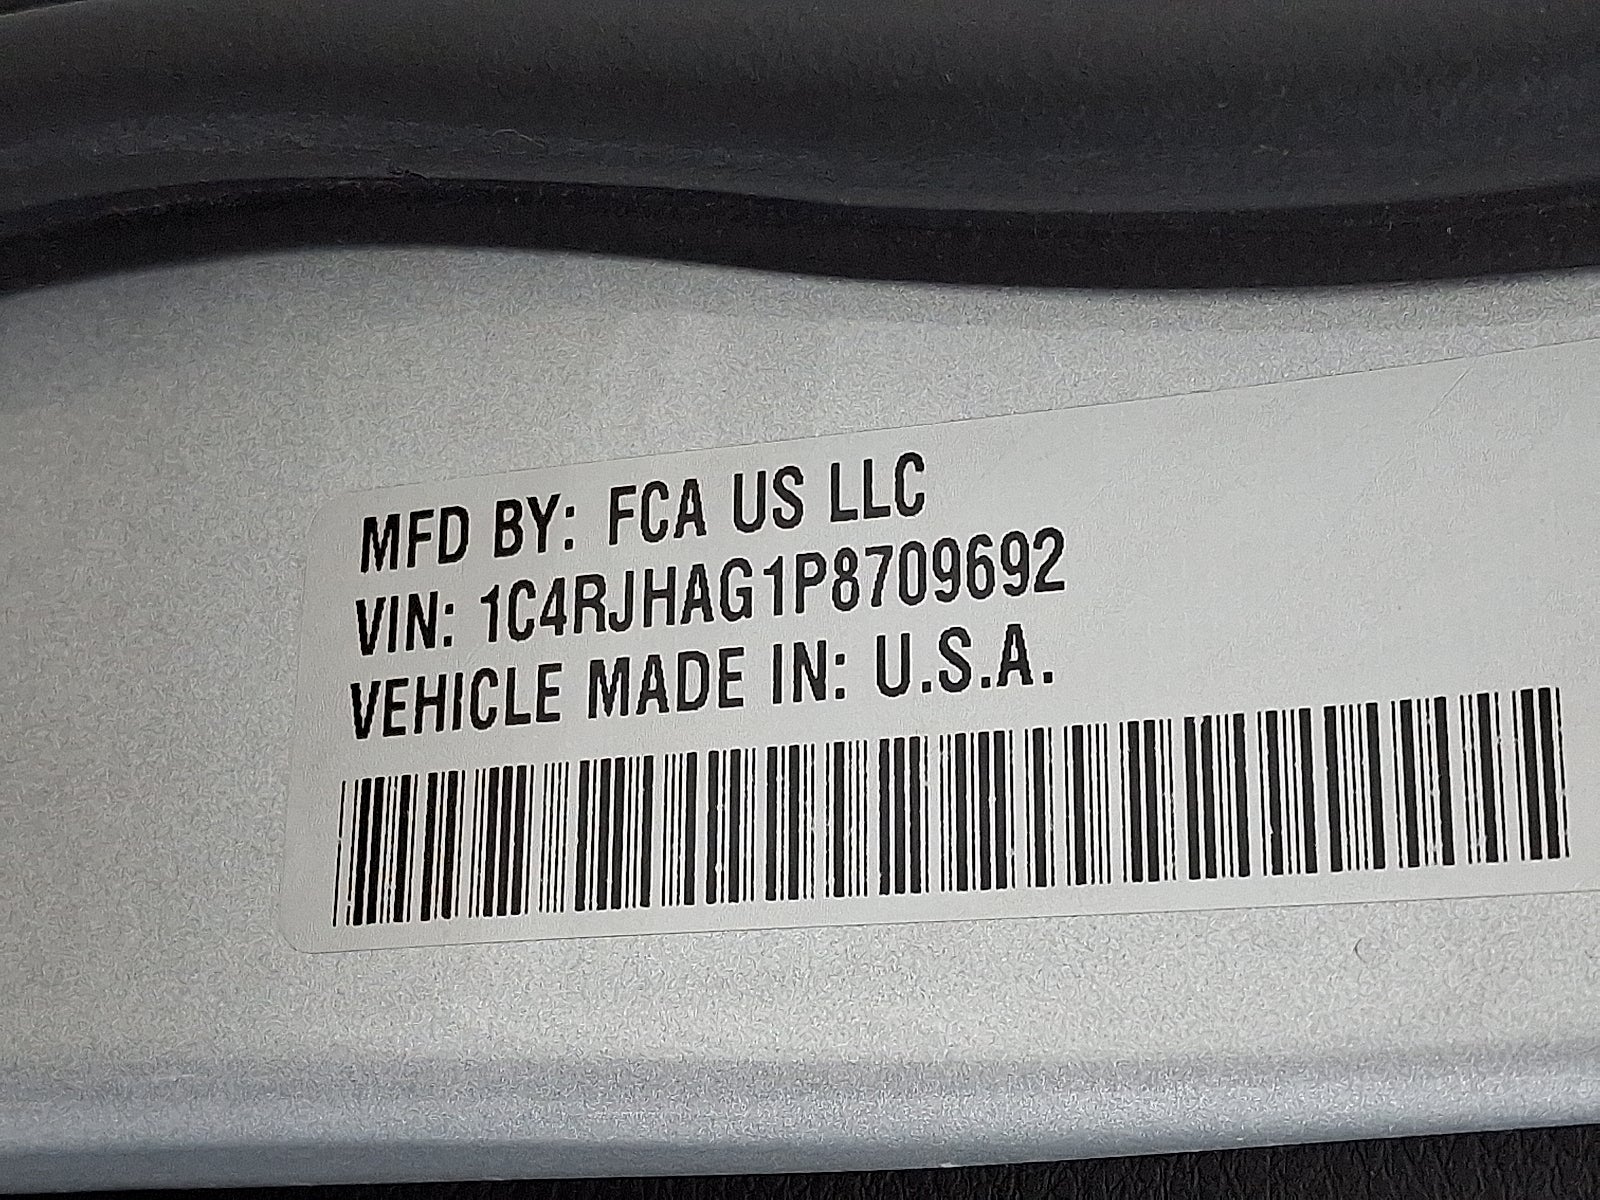 MFD BY: FCA US LLC
VIN: 1C4RJHAG1P8709692
VEHICLE MADE IN: U.S.A.